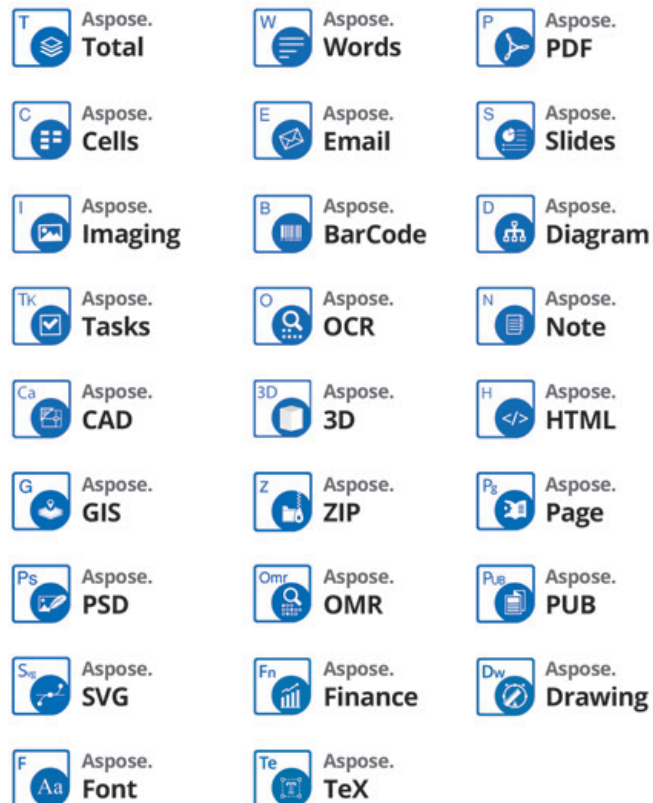 T Aspose. Total
W Aspose. Words
P Aspose. PDF
C Aspose. Cells
E Aspose. Email
S Aspose. Slides
I Aspose. Imaging
B Aspose. BarCode
D Aspose. Diagram
TK Aspose. Tasks
O Aspose. OCR
N Aspose. Note
Ca Aspose. CAD
3D Aspose. 3D
H </> Aspose. HTML
G Aspose. GIS
Z Aspose. ZIP
Pg Aspose. Page
Ps Aspose. PSD
Omr Aspose. OMR
PUB Aspose. PUB
Svg Aspose. SVG
Fn Aspose. Finance
Dw Aspose. Drawing
F Aa Aspose. Font
Te T Aspose. TeX